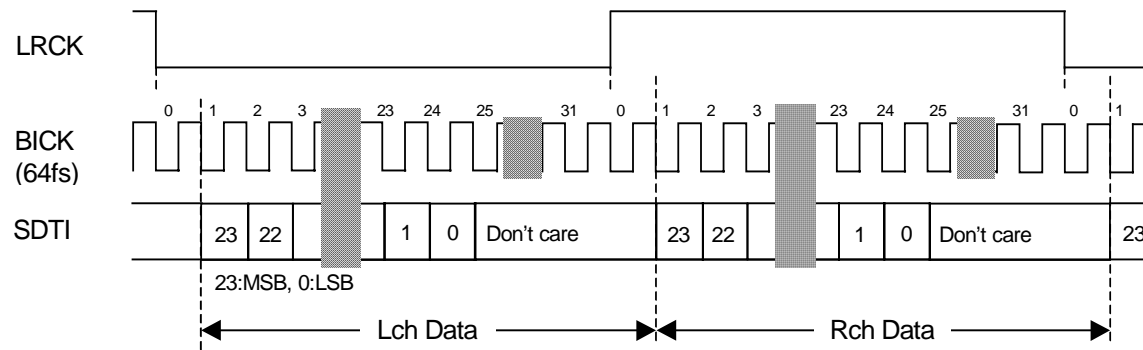 LRCK
0 1 2 3 23 24 25 31 0 1 2 3 23 24 25 31 0 1
BICK
(64fs)
SDTI 23 22 1 0 Don't care 23 22 1 0 Don't care 23
23:MSB, 0:LSB
Lch Data Rch Data